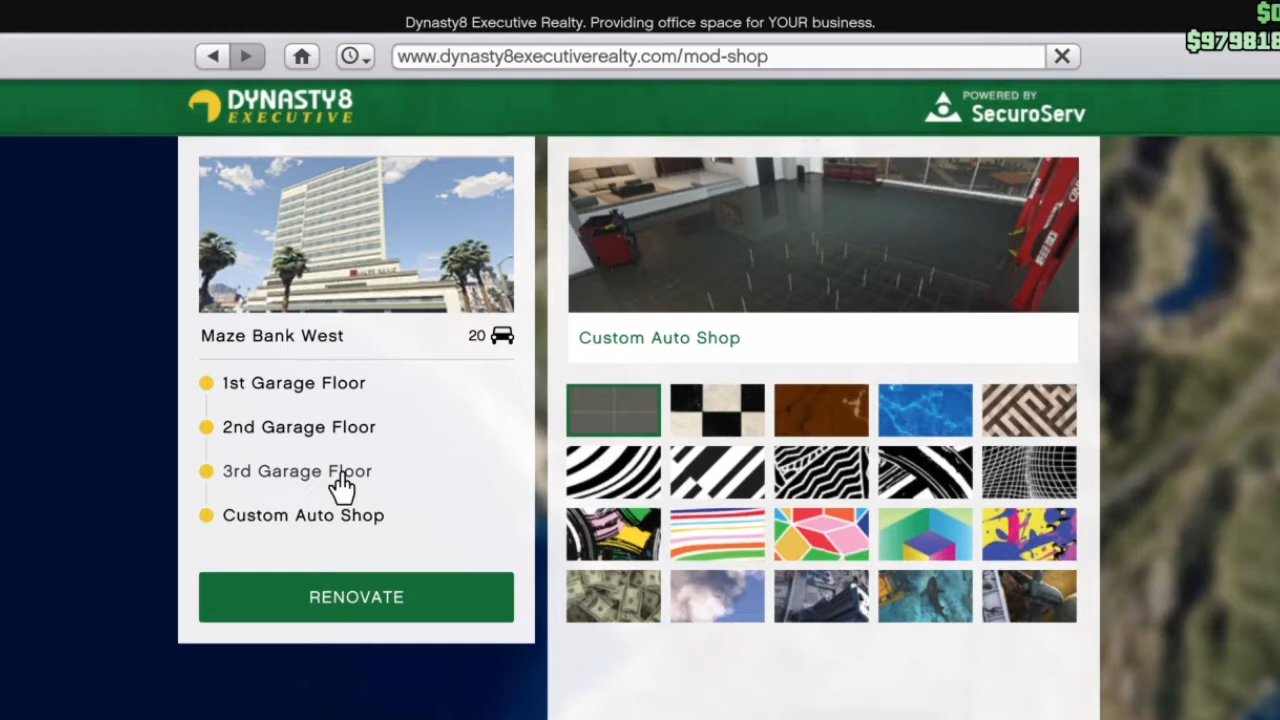 Dynasty8 Executive Realty. Providing office space for YOUR business.
$0
$979818
www.dynasty8executiverealty.com/mod-shop
DYNASTY8
EXECUTIVE
POWERED BY
SecuroServ
Maze Bank West
20
1st Garage Floor
2nd Garage Floor
3rd Garage Floor
Custom Auto Shop
RENOVATE
Custom Auto Shop